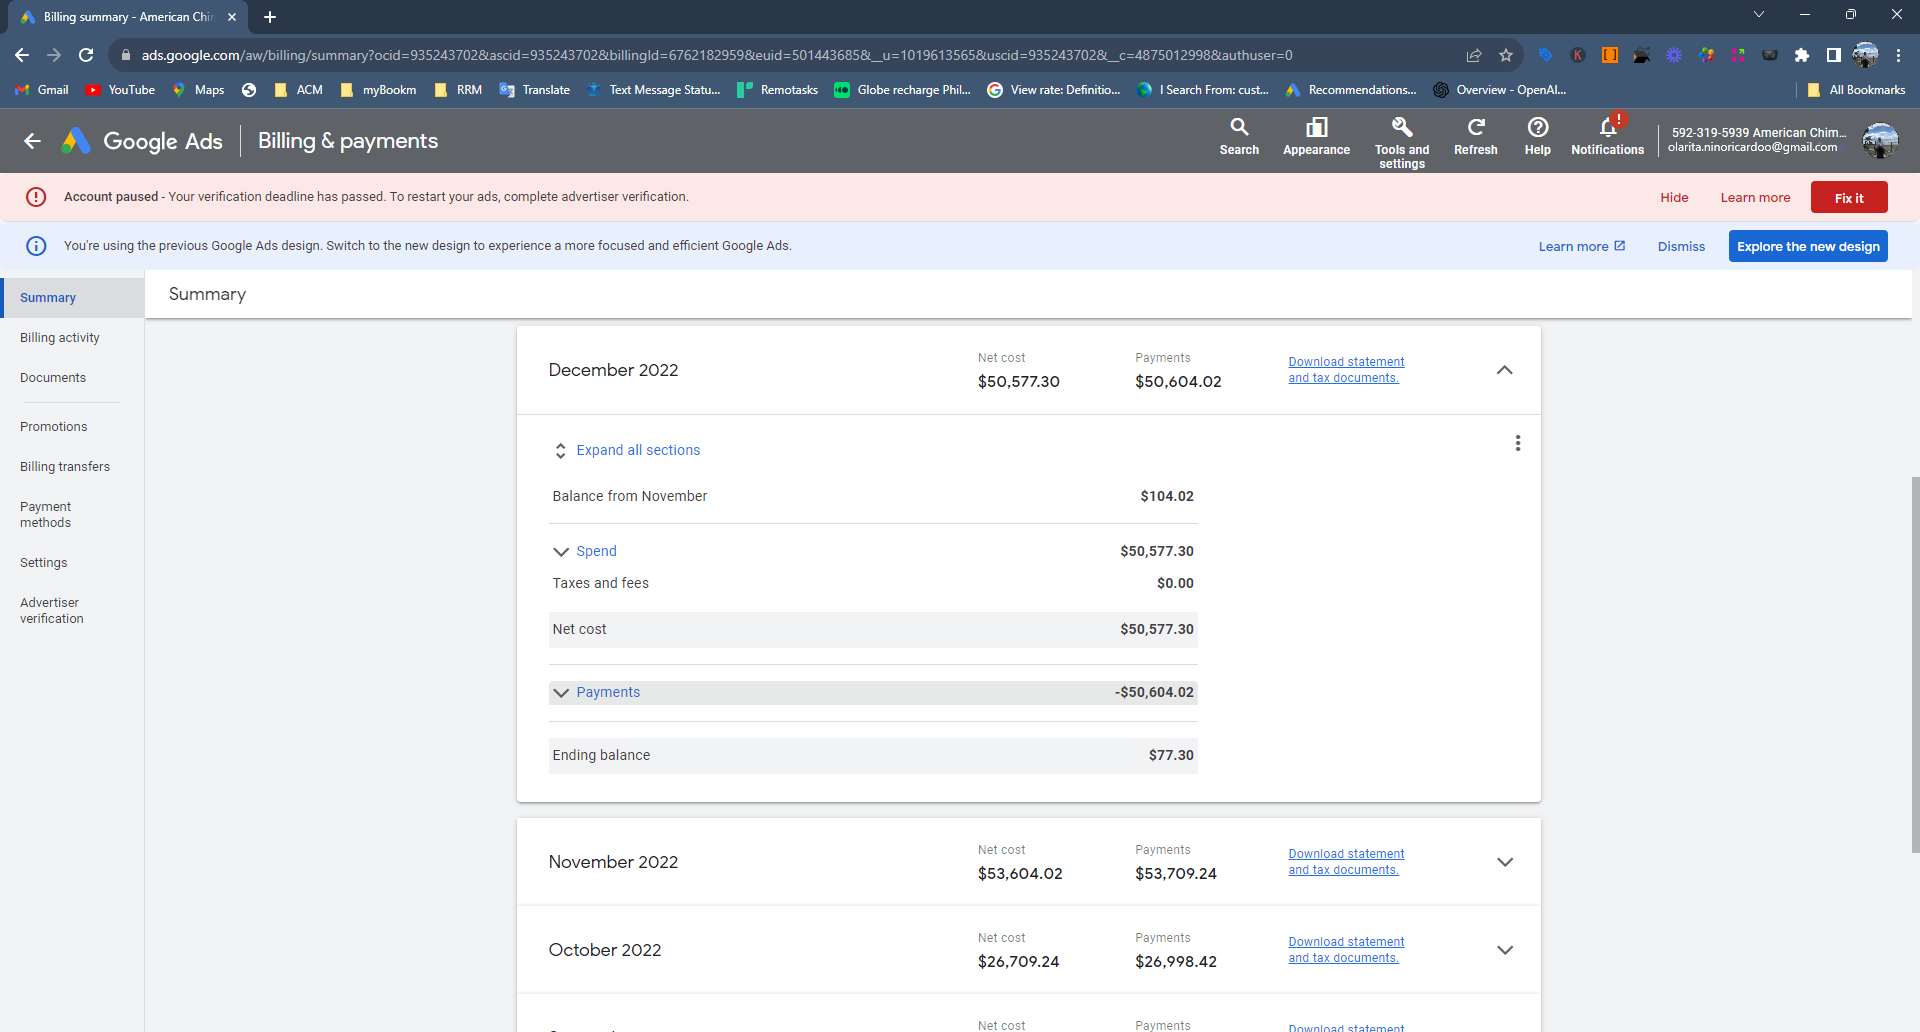 Billing summary - American Chim
ads.google.com/aw/billing/summary?ocid=935243702&ascid=935243702&billingId=6762182959&euid=501443685&__u=1019613565&uscid=935243702&__c=4875012998&authuser=0
Gmail YouTube Maps ACM myBookm RRM Translate Text Message Statu... Remotasks Globe recharge Phil... View rate: Definitio... I Search From: cust... Recommendations... Overview - OpenAI... All Bookmarks
Google Ads Billing & payments
Search Appearance Tools and settings Refresh Help Notifications
592-319-5939 American Chim...
olarita.ninoricardoo@gmail.com
Account paused - Your verification deadline has passed. To restart your ads, complete advertiser verification.
Hide Learn more Fix it
You're using the previous Google Ads design. Switch to the new design to experience a more focused and efficient Google Ads.
Learn more Dismiss Explore the new design
Summary
Billing activity
Documents
Promotions
Billing transfers
Payment
methods
Settings
Advertiser
verification
Summary
December 2022
Net cost
$50,577.30
Payments
$50,604.02
Download statement
and tax documents.
Expand all sections
Balance from November $104.02
Spend $50,577.30
Taxes and fees $0.00
Net cost $50,577.30
Payments -$50,604.02
Ending balance $77.30
November 2022
Net cost
$53,604.02
Payments
$53,709.24
Download statement
and tax documents.
October 2022
Net cost
$26,709.24
Payments
$26,998.42
Download statement
and tax documents.
Net cost
Payments
Download statement